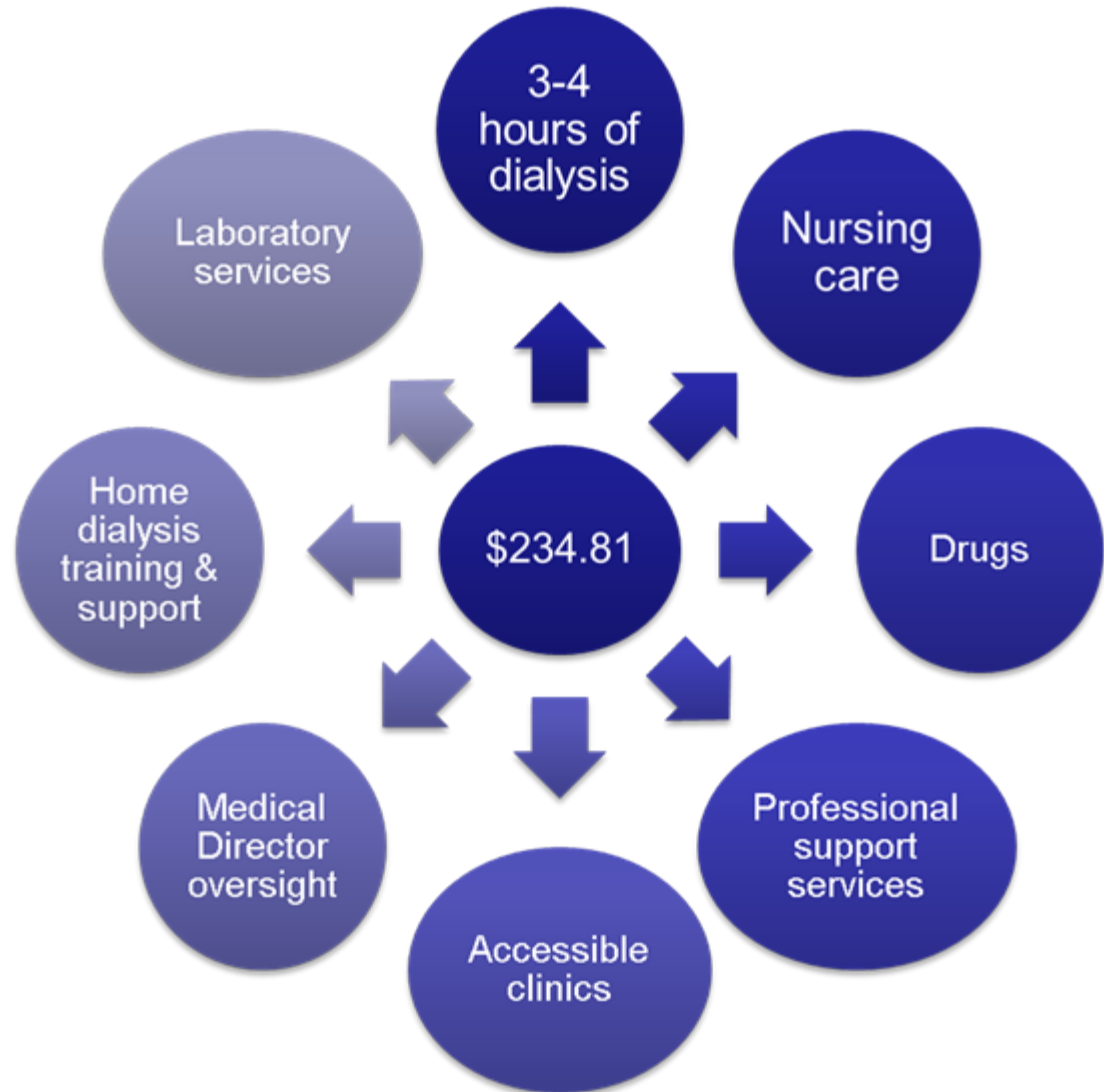 3-4
hours of
dialysis
Nursing
care
Drugs
Professional
support
services
Accessible
clinics
Medical
Director
oversight
Home
dialysis
training &
support
Laboratory
services
$234.81